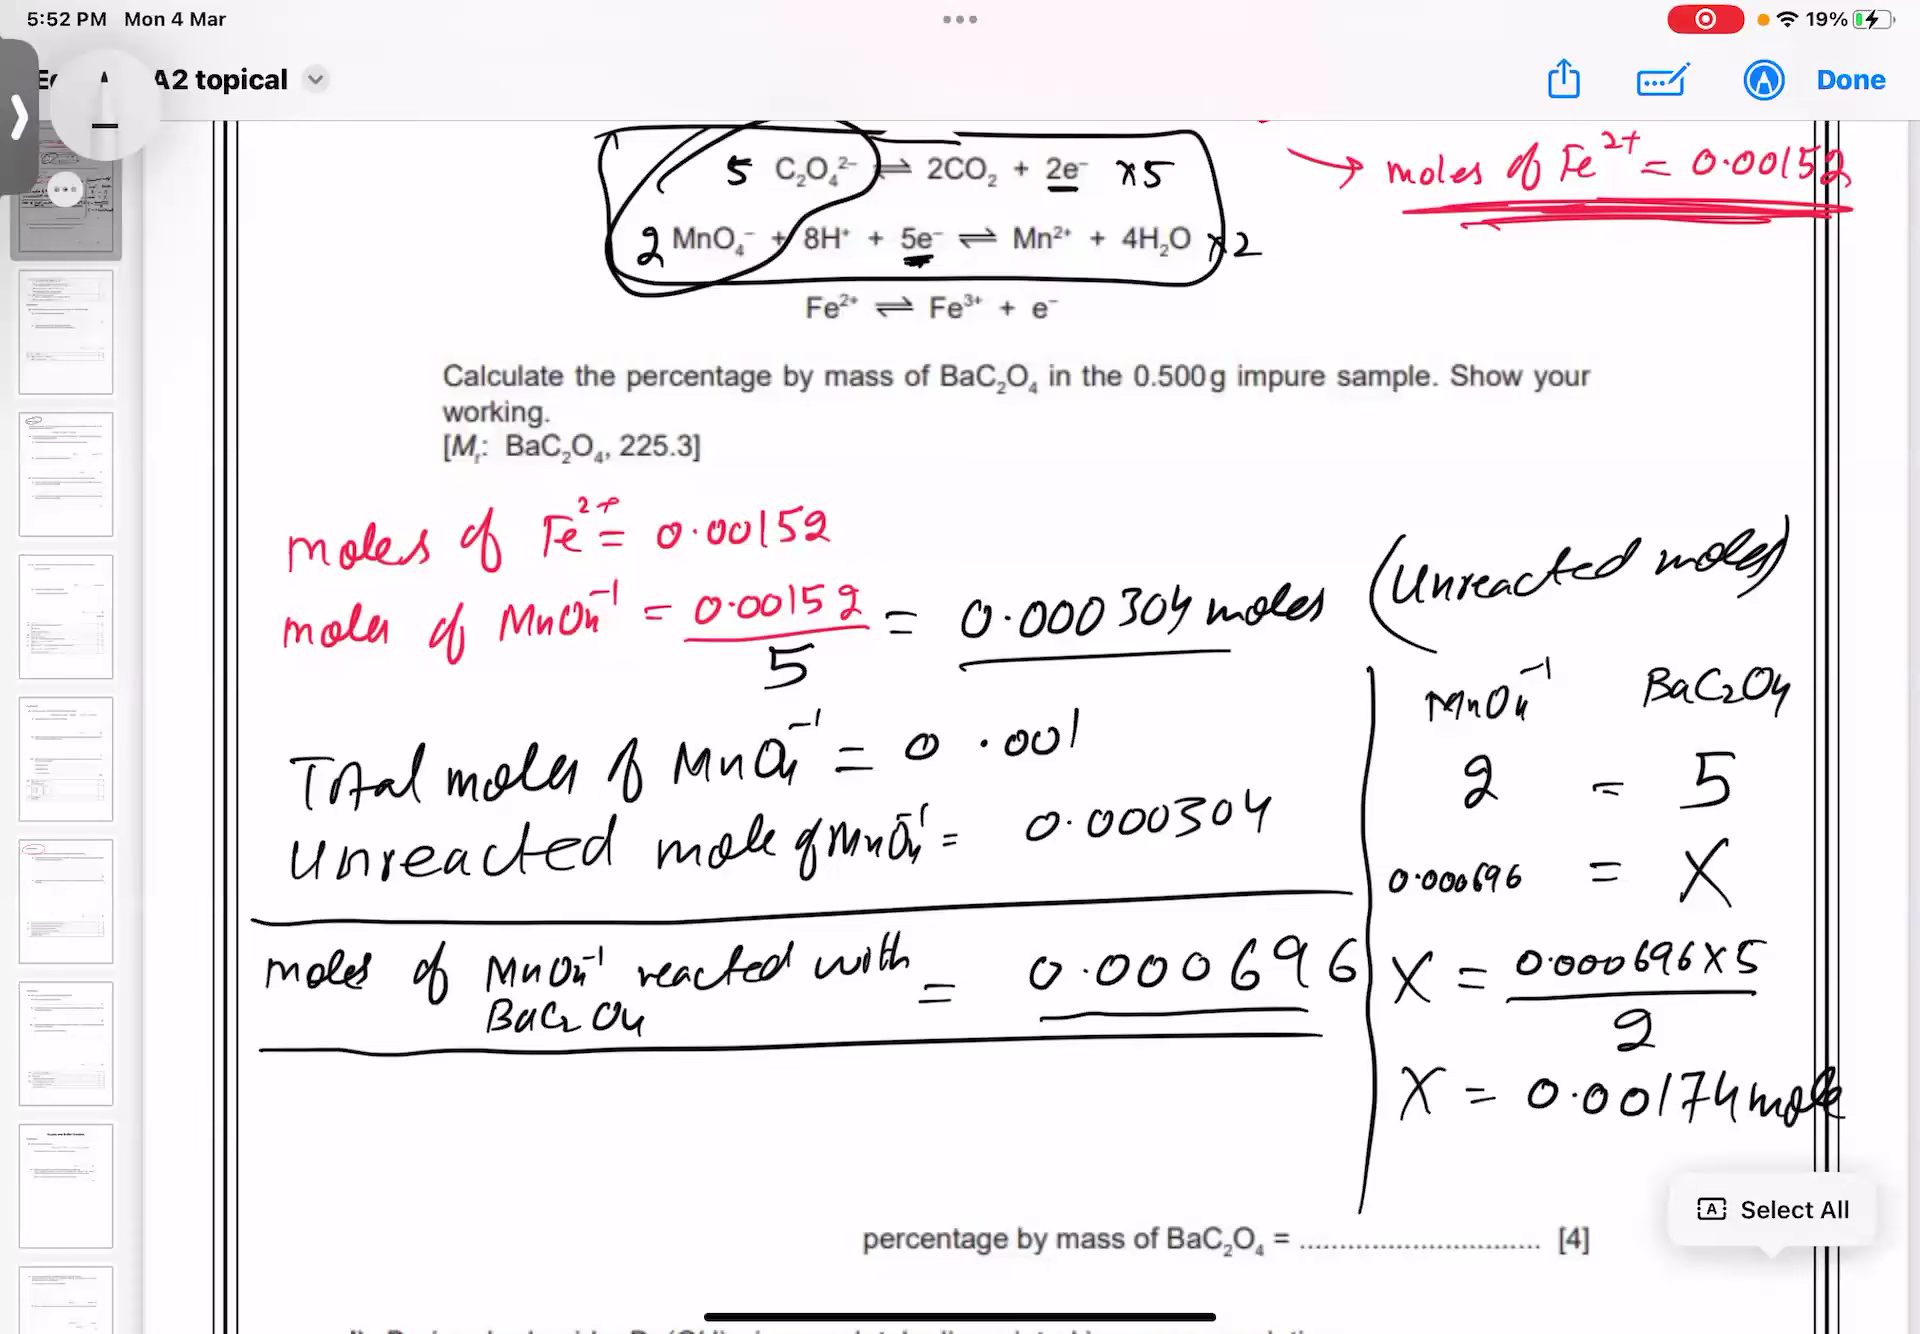 5:52 PM Mon 4 Mar
19%
A2 topical
Done
5 C₂O₄²⁻ ⇌ 2CO₂ + 2e⁻ ×5
→ moles of Fe²⁺ = 0.00152
2 MnO₄⁻ + 8H⁺ + 5e⁻ ⇌ Mn²⁺ + 4H₂O ×2
Fe²⁺ ⇌ Fe³⁺ + e⁻
Calculate the percentage by mass of BaC₂O₄ in the 0.500g impure sample. Show your
working.
[Mᵣ: BaC₂O₄, 225.3]
moles of Fe²⁺ = 0.00152
moles of MnO₄⁻¹ = 0.00152 / 5 = 0.000304 moles (Unreacted moles)
Total moles of MnO₄⁻¹ = 0.001
Unreacted mole of MnO₄⁻¹ = 0.000304
moles of MnO₄⁻¹ reacted with = 0.000696
BaC₂O₄
MnO₄⁻¹ BaC₂O₄
2 = 5
0.000696 = X
X = 0.000696 × 5
2
X = 0.00174 mole
Select All
percentage by mass of BaC₂O₄ = .............................. [4]